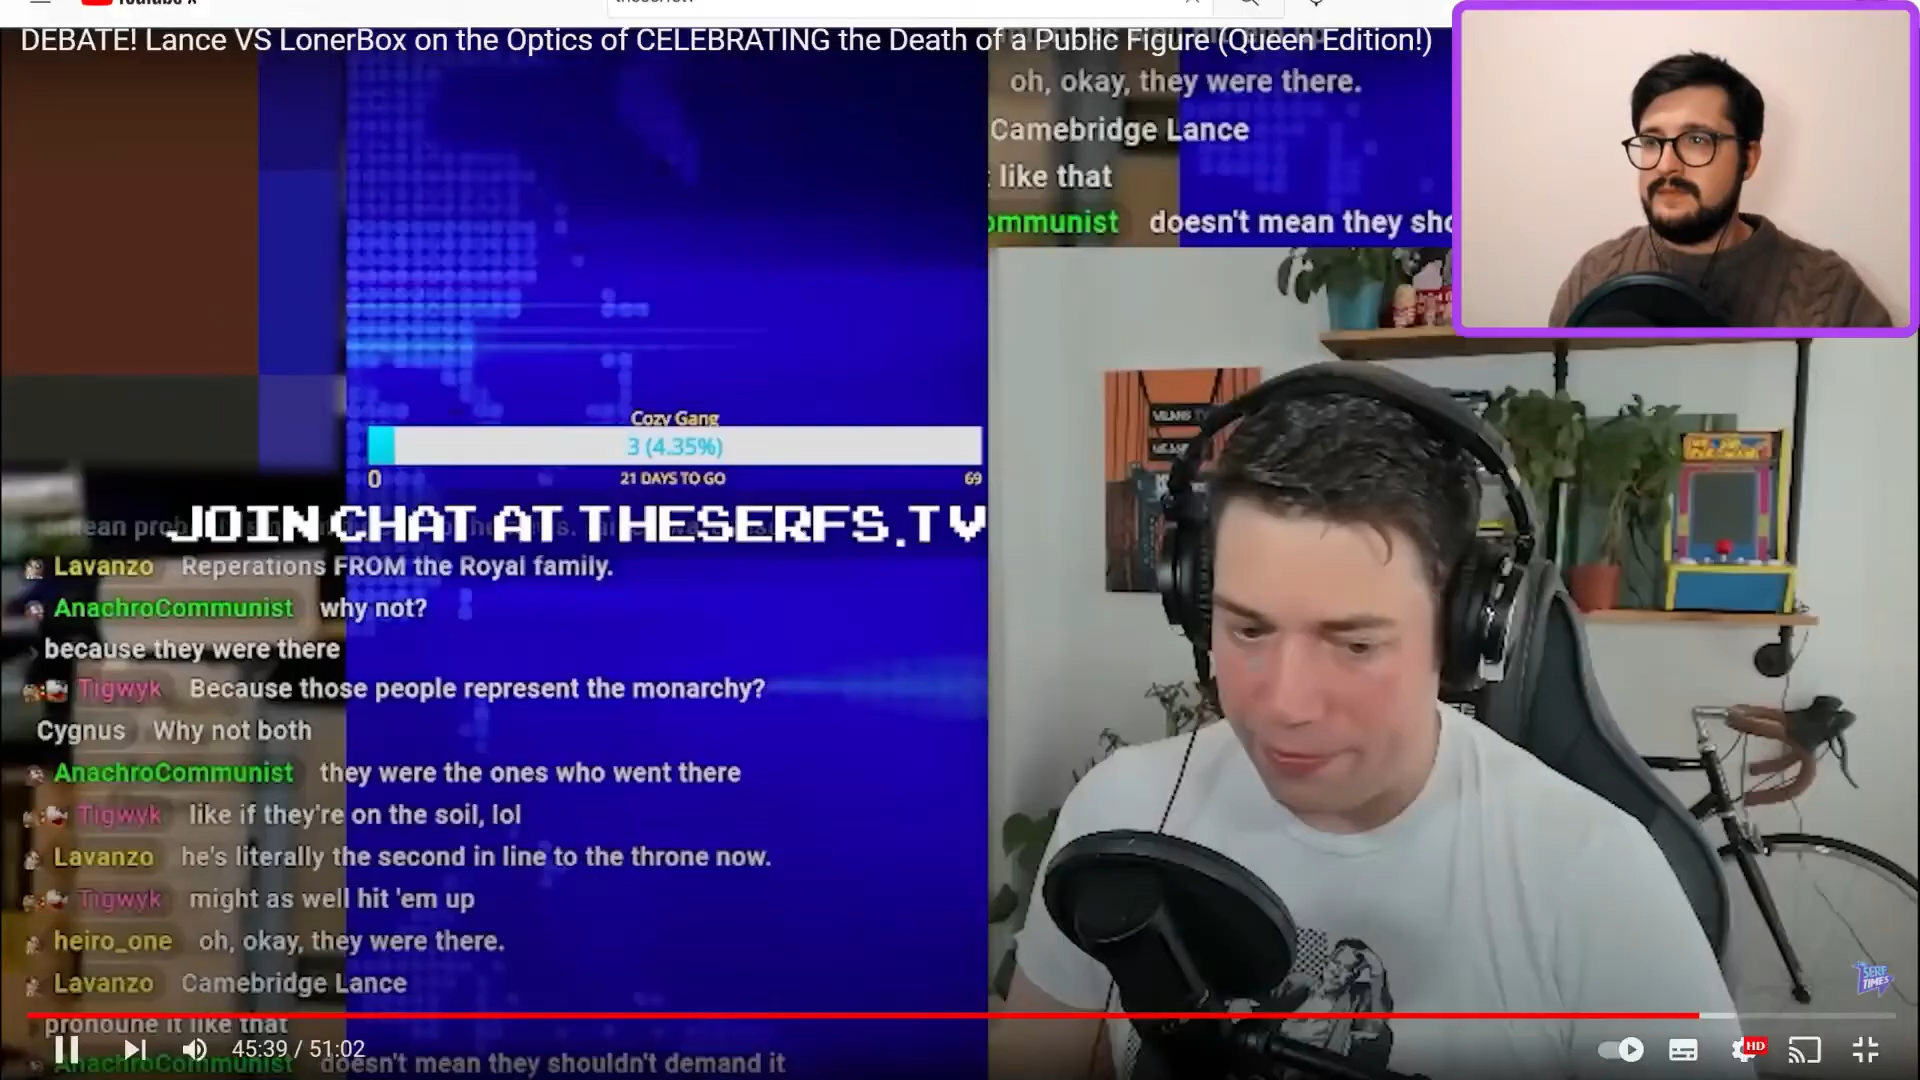 theserfstv
DEBATE! Lance VS LonerBox on the Optics of CELEBRATING the Death of a Public Figure (Queen Edition!)
oh, okay, they were there.
Camebridge Lance
like that
ommunist doesn't mean they sho
Cozy Gang
3 (4.35%)
0 21 DAYS TO GO 69
JOIN CHAT AT THESERFS.TV
Lavanzo Reperations FROM the Royal family.
AnachroCommunist why not?
because they were there
Tigwyk Because those people represent the monarchy?
Cygnus Why not both
AnachroCommunist they were the ones who went there
Tigwyk like if they're on the soil, lol
Lavanzo he's literally the second in line to the throne now.
Tigwyk might as well hit 'em up
heiro_one oh, okay, they were there.
Lavanzo Camebridge Lance
pronoune it like that
AnachroCommunist doesn't mean they shouldn't demand it
45:39 / 51:02
HD
SERF
TIMES